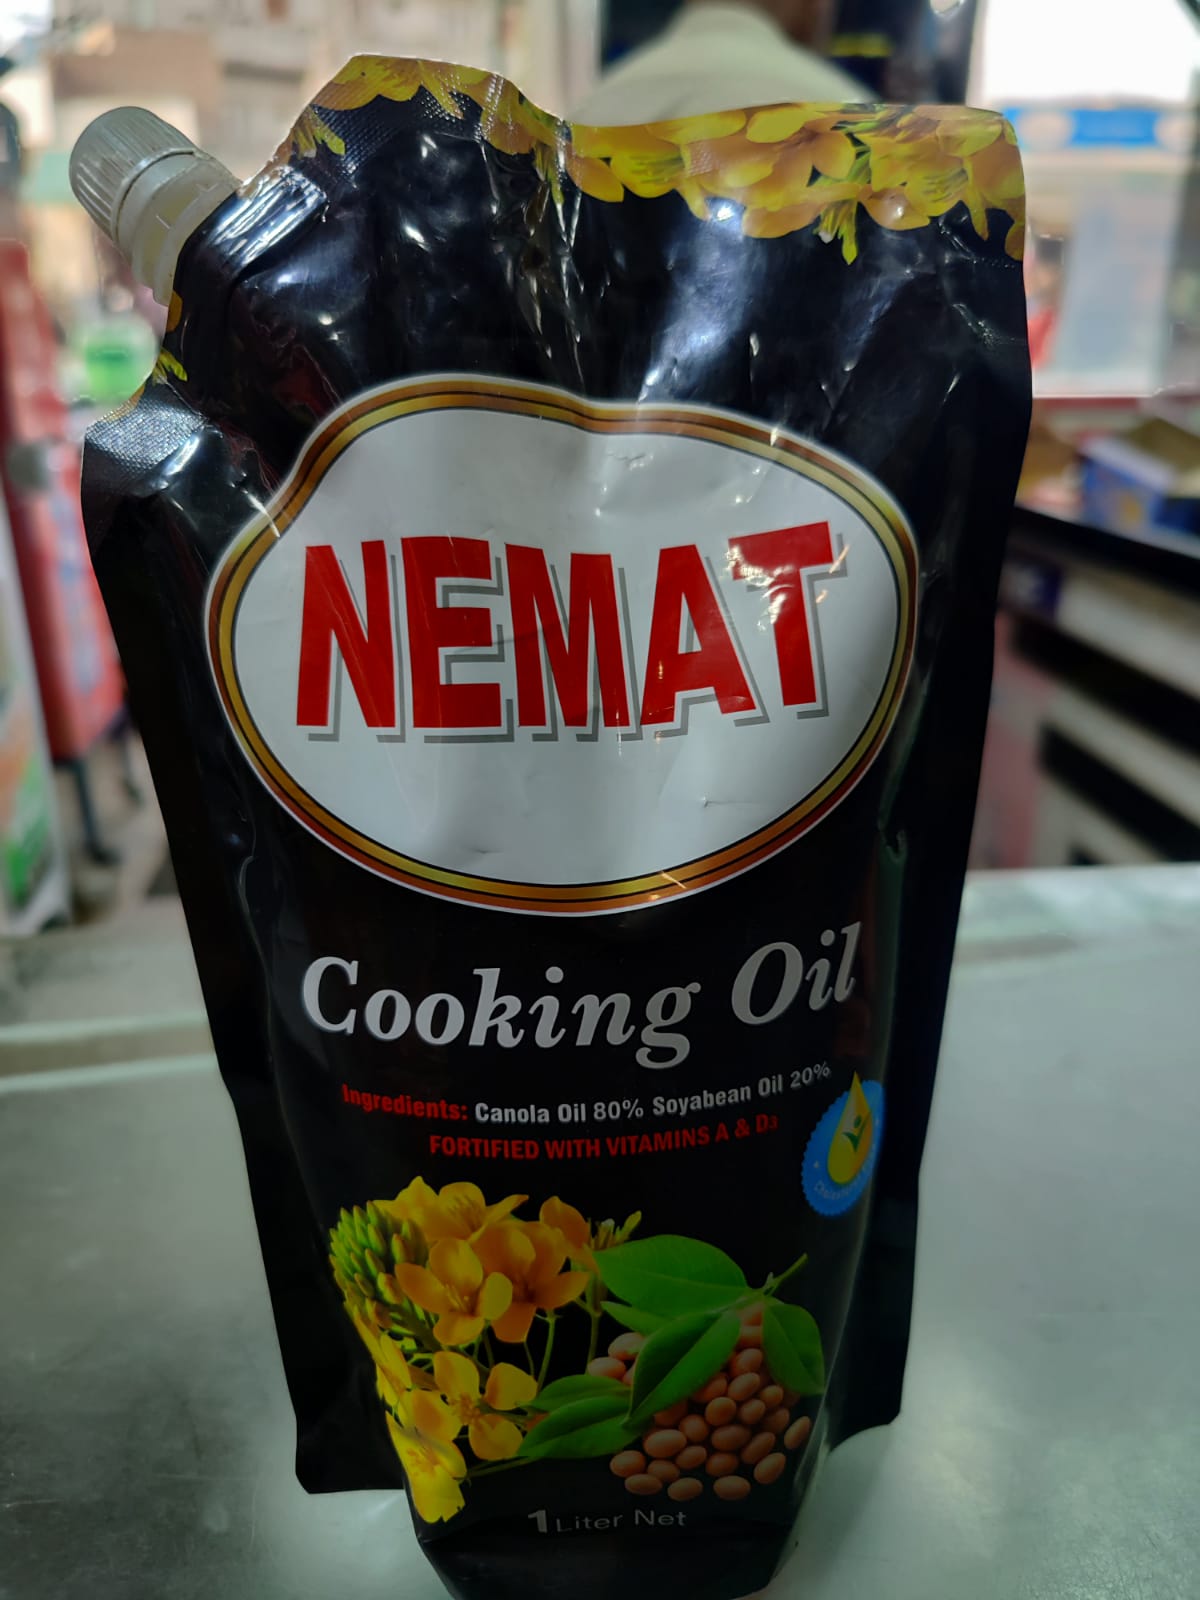 NEMAT
Cooking Oil
Ingredients: Canola Oil 80% Soyabean Oil 20%
FORTIFIED WITH VITAMINS A & D3
1 Liter Net